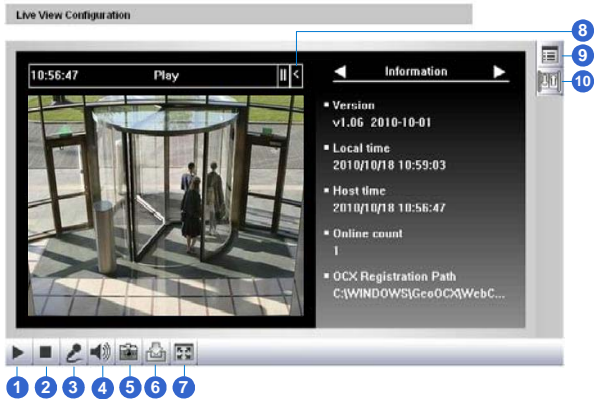 Live View Configuration
8
9
10
10:56:47 Play II <
Information
Version
v1.06 2010-10-01
Local time
2010/10/18 10:59:03
Host time
2010/10/18 10:56:47
Online count
1
OCX Registration Path
C:\WINDOWS\GeoOCX\WebC...
1 2 3 4 5 6 7